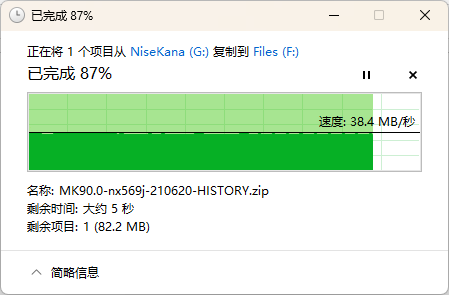 已完成 87%
正在将 1 个项目从 NiseKana (G:) 复制到 Files (F:)
已完成 87%
速度: 38.4 MB/秒
名称: MK90.0-nx569j-210620-HISTORY.zip
剩余时间: 大约 5 秒
剩余项目: 1 (82.2 MB)
简略信息